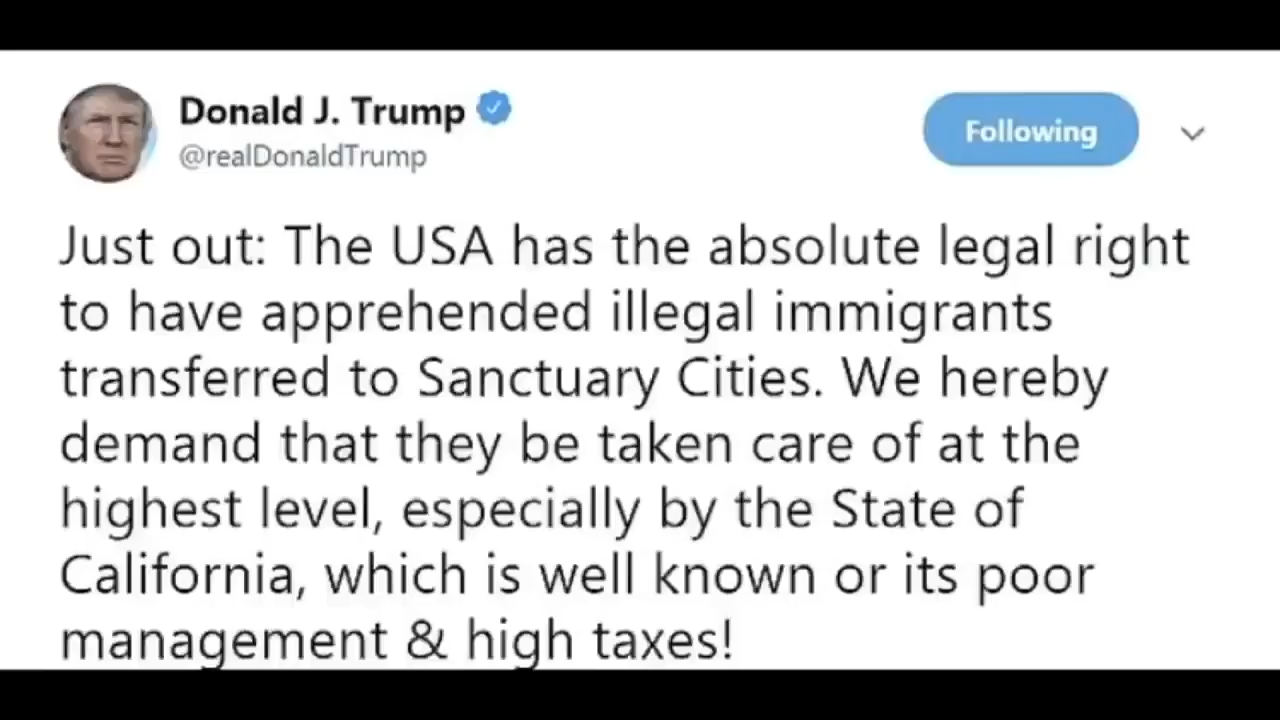 Donald J. Trump
@realDonaldTrump
Following
Just out: The USA has the absolute legal right
to have apprehended illegal immigrants
transferred to Sanctuary Cities. We hereby
demand that they be taken care of at the
highest level, especially by the State of
California, which is well known or its poor
management & high taxes!